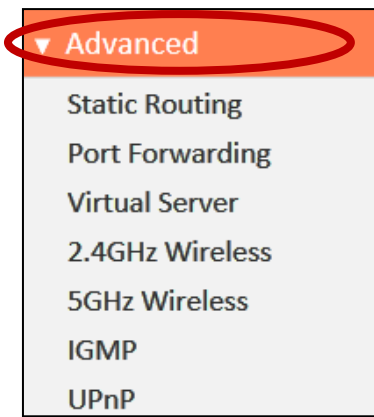 ▼ Advanced
Static Routing
Port Forwarding
Virtual Server
2.4GHz Wireless
5GHz Wireless
IGMP
UPnP